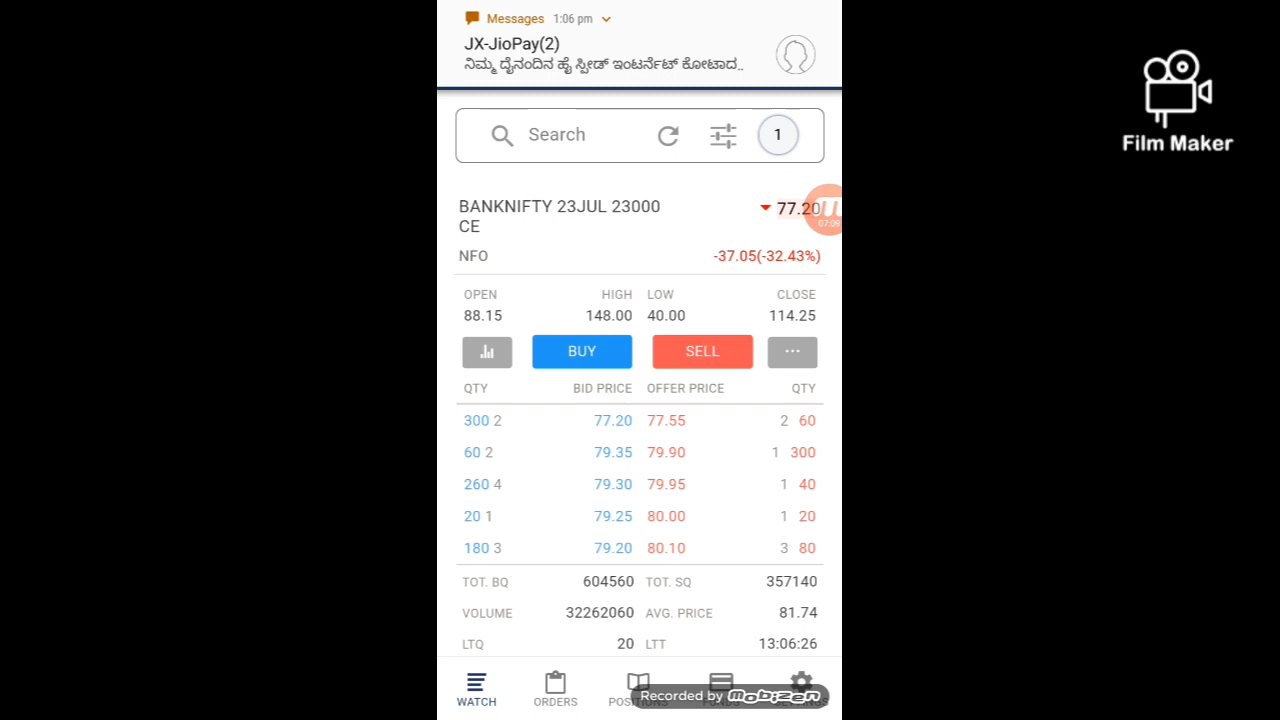 Messages 1:06 pm
JX-JioPay(2)
ನಿಮ್ಮ ದೈನಂದಿನ ಹೈ ಸ್ಪೀಡ್ ಇಂಟರ್ನೆಟ್ ಕೋಟಾದ..
Film Maker
Search 1
BANKNIFTY 23JUL 23000 CE 77.20
07:09
NFO -37.05(-32.43%)
OPEN HIGH LOW CLOSE
88.15 148.00 40.00 114.25
BUY SELL ...
QTY BID PRICE OFFER PRICE QTY
300 2 77.20 77.55 2 60
60 2 79.35 79.90 1 300
260 4 79.30 79.95 1 40
20 1 79.25 80.00 1 20
180 3 79.20 80.10 3 80
TOT. BQ 604560 TOT. SQ 357140
VOLUME 32262060 AVG. PRICE 81.74
LTQ 20 LTT 13:06:26
Recorded by mobizen
WATCH ORDERS